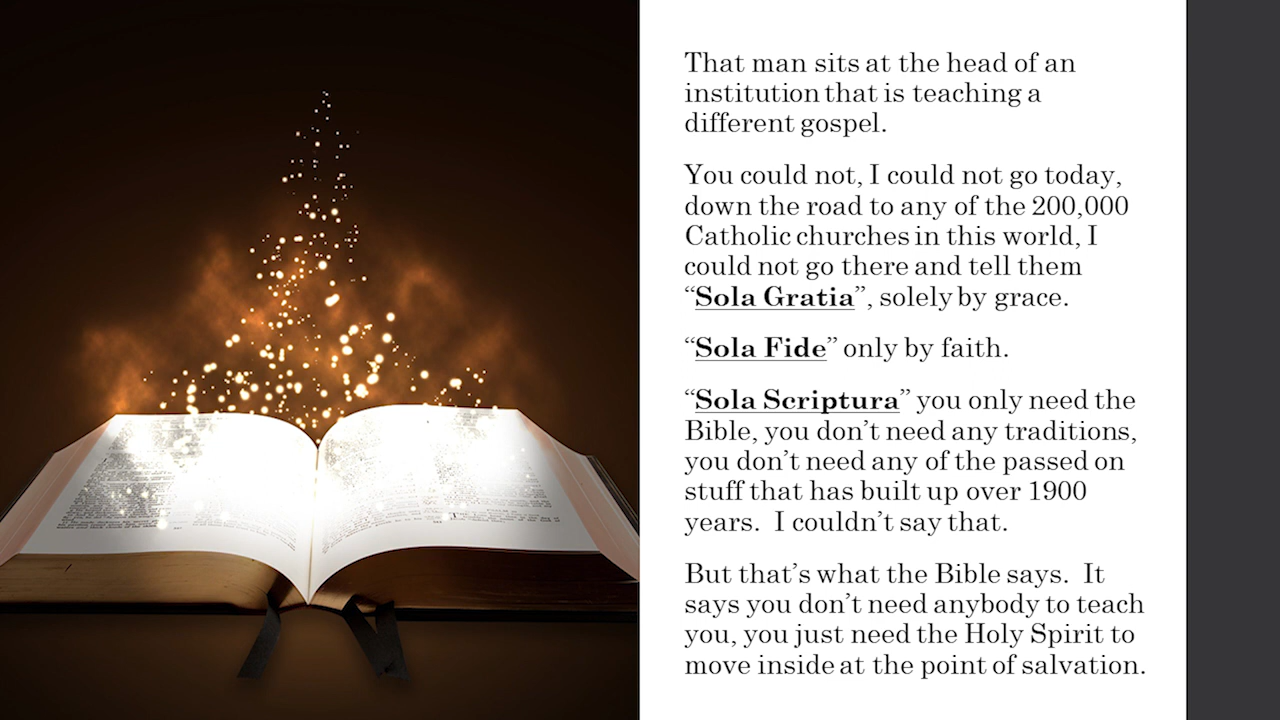 That man sits at the head of an
institution that is teaching a
different gospel.
You could not, I could not go today,
down the road to any of the 200,000
Catholic churches in this world, I
could not go there and tell them
“Sola Gratia”, solely by grace.
“Sola Fide” only by faith.
“Sola Scriptura” you only need the
Bible, you don’t need any traditions,
you don’t need any of the passed on
stuff that has built up over 1900
years.  I couldn’t say that.
But that’s what the Bible says.  It
says you don’t need anybody to teach
you, you just need the Holy Spirit to
move inside at the point of salvation.